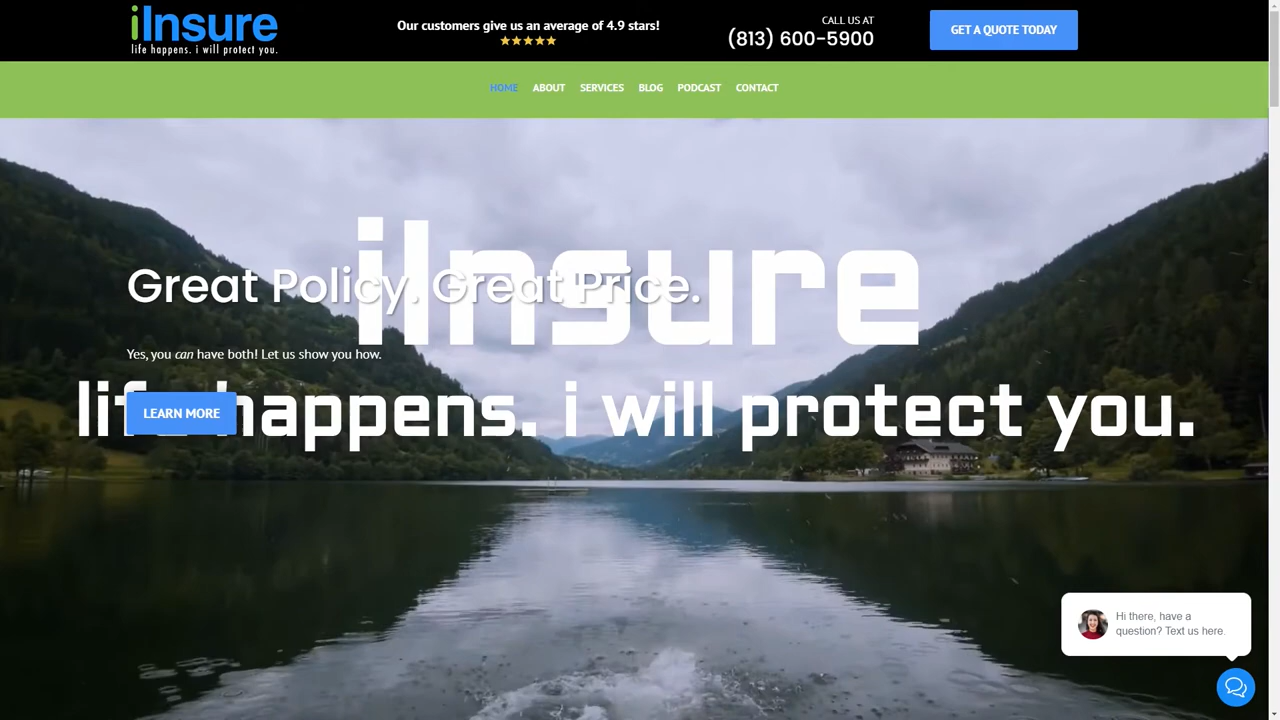 iInsure
life happens. i will protect you.
Our customers give us an average of 4.9 stars!
CALL US AT
(813) 600-5900
GET A QUOTE TODAY
HOME ABOUT SERVICES BLOG PODCAST CONTACT
iInsure
Great Policy. Great Price.
Yes, you can have both! Let us show you how.
life happens. i will protect you.
LEARN MORE
Hi there, have a
question? Text us here.